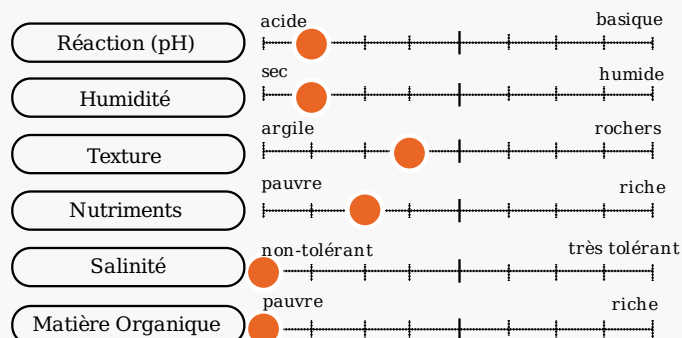 Réaction (pH)
acide
basique
Humidité
sec
humide
Texture
argile
rochers
Nutriments
pauvre
riche
Salinité
non-tolérant
très tolérant
Matière Organique
pauvre
riche